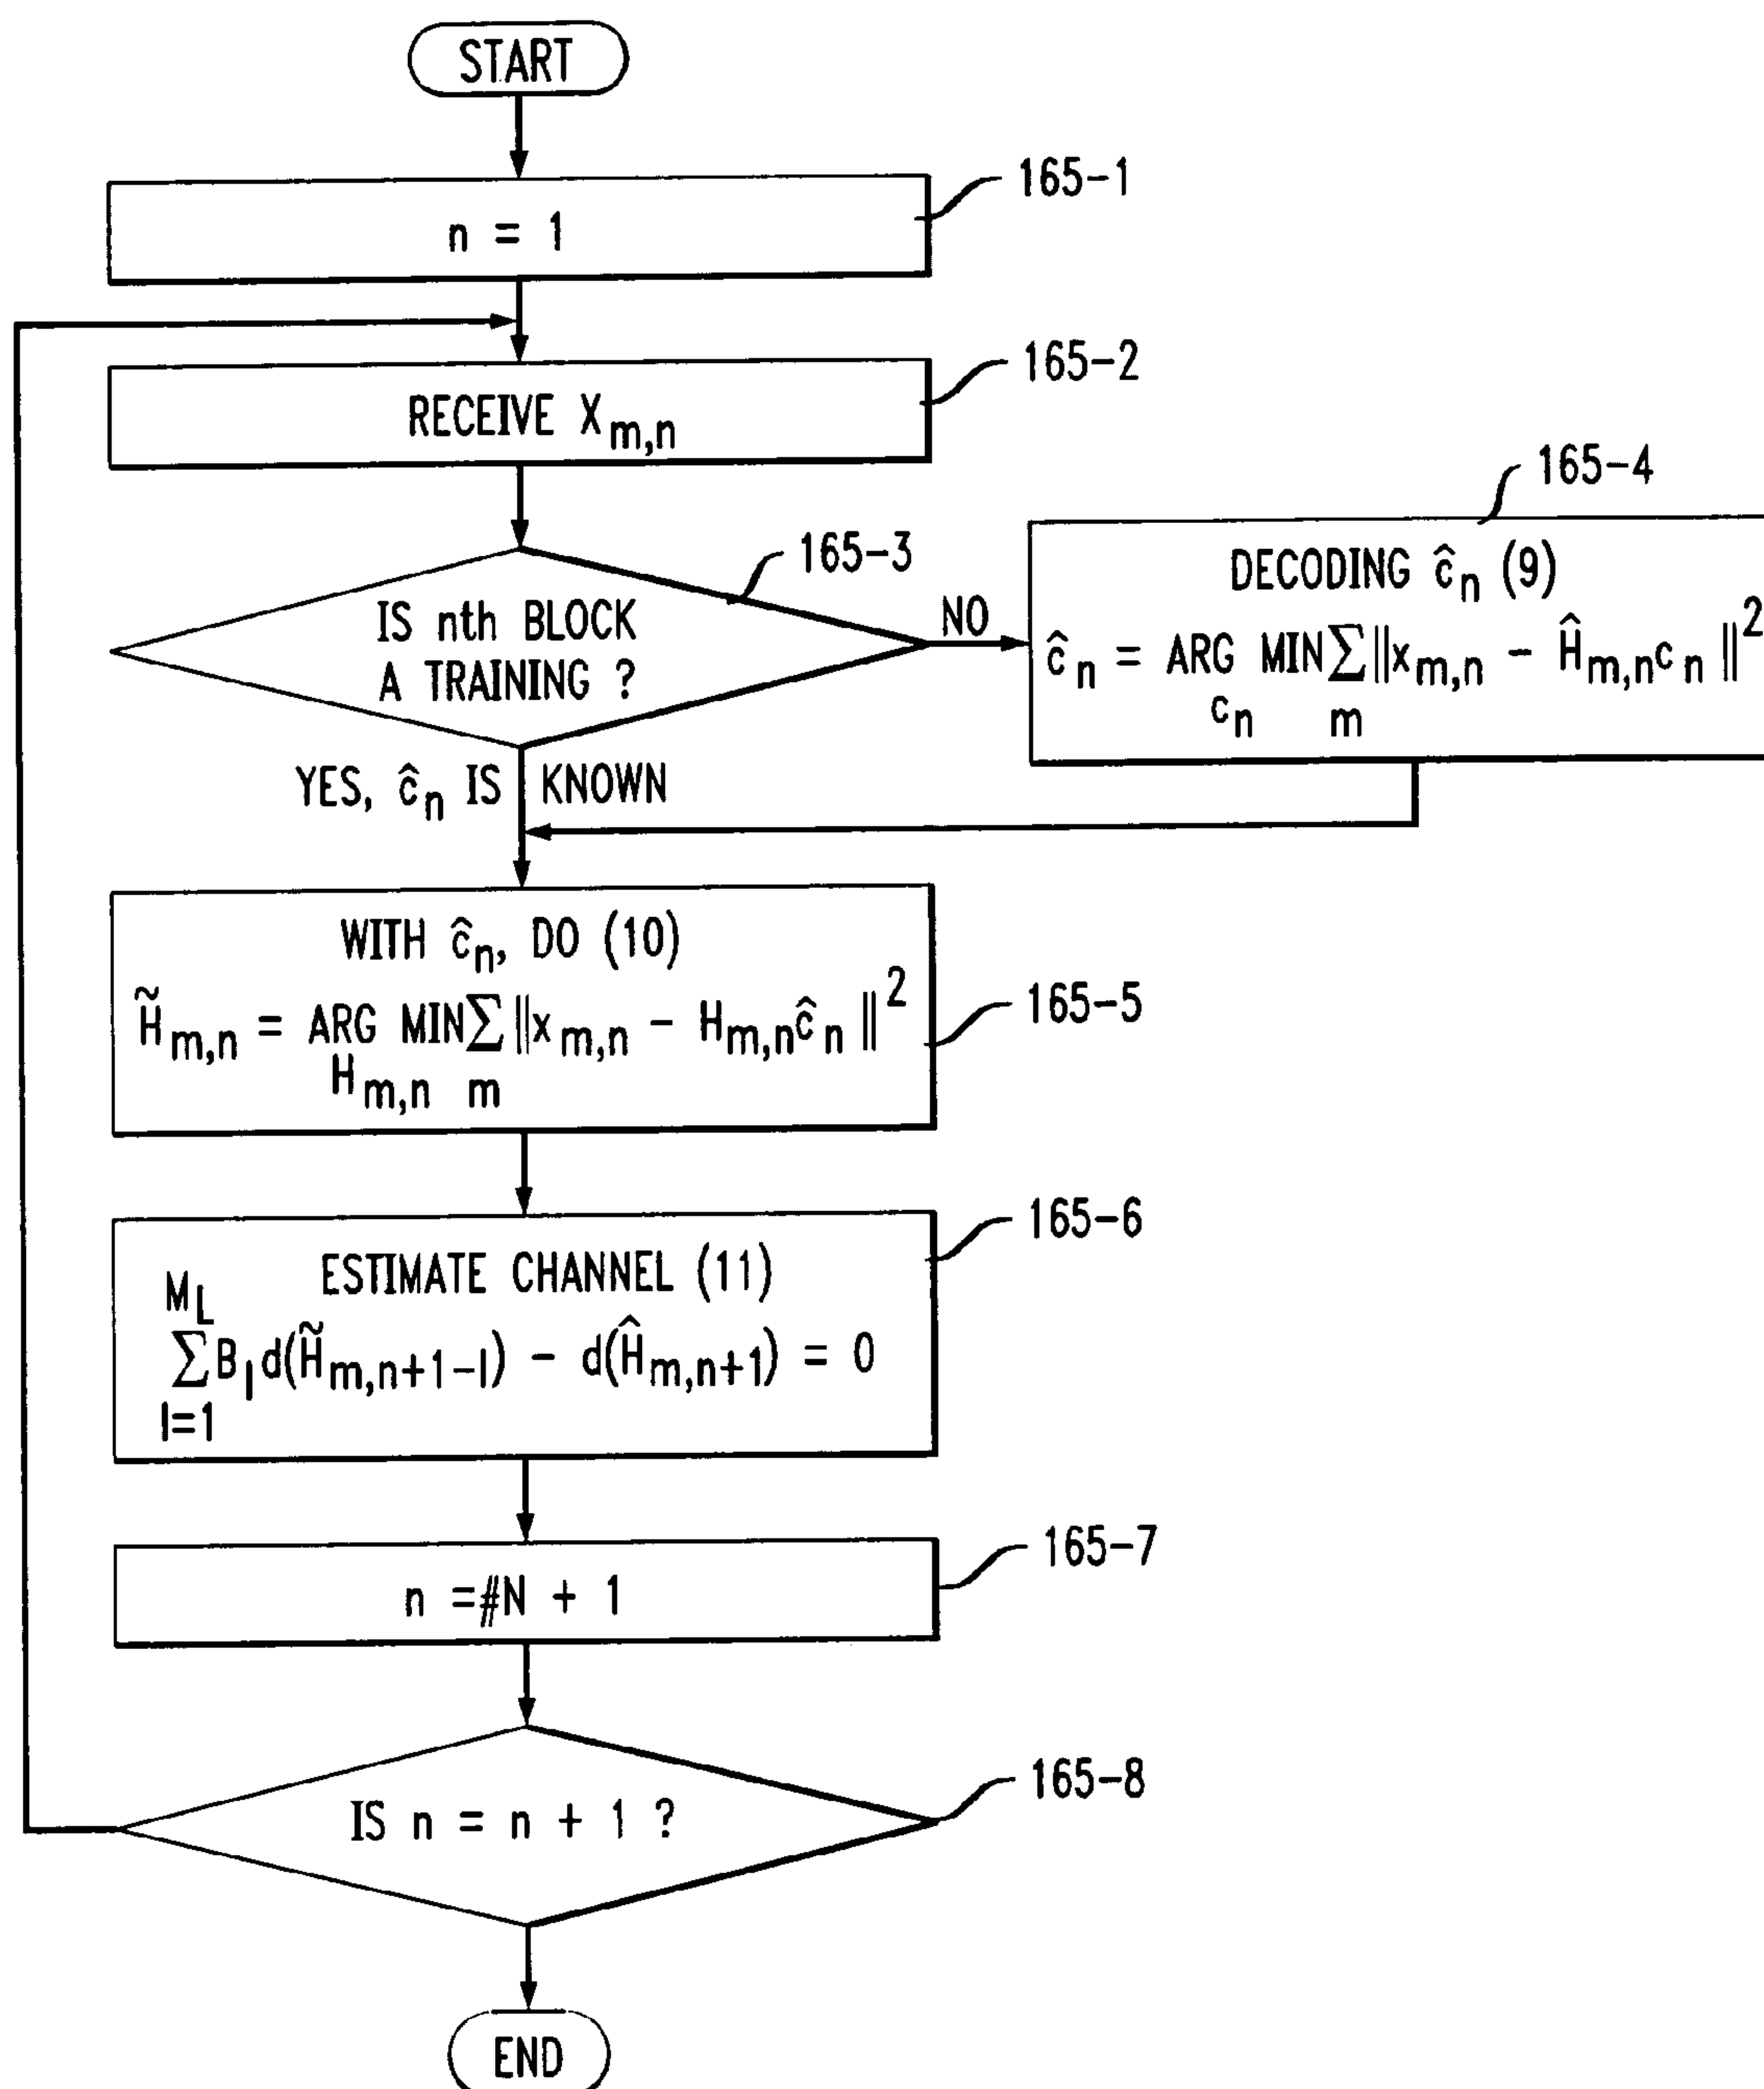 START
165-1
n = 1
165-2
RECEIVE X_{m,n}
165-3
IS nth BLOCK
A TRAINING ?
NO
165-4
DECODING ĉ_n (9)
ĉ_n = ARG MIN Σ ||x_{m,n} - Ĥ_{m,n}c_n||^2
c_n m
YES, ĉ_n IS KNOWN
WITH ĉ_n, DO (10)
H̃_{m,n} = ARG MIN Σ ||x_{m,n} - H_{m,n}ĉ_n||^2
H_{m,n} m
165-5
165-6
ESTIMATE CHANNEL (11)
M_L
Σ B_l d(H̃_{m,n+1-l}) - d(Ĥ_{m,n+1}) = 0
l=1
165-7
n =#N + 1
165-8
IS n = n + 1 ?
END